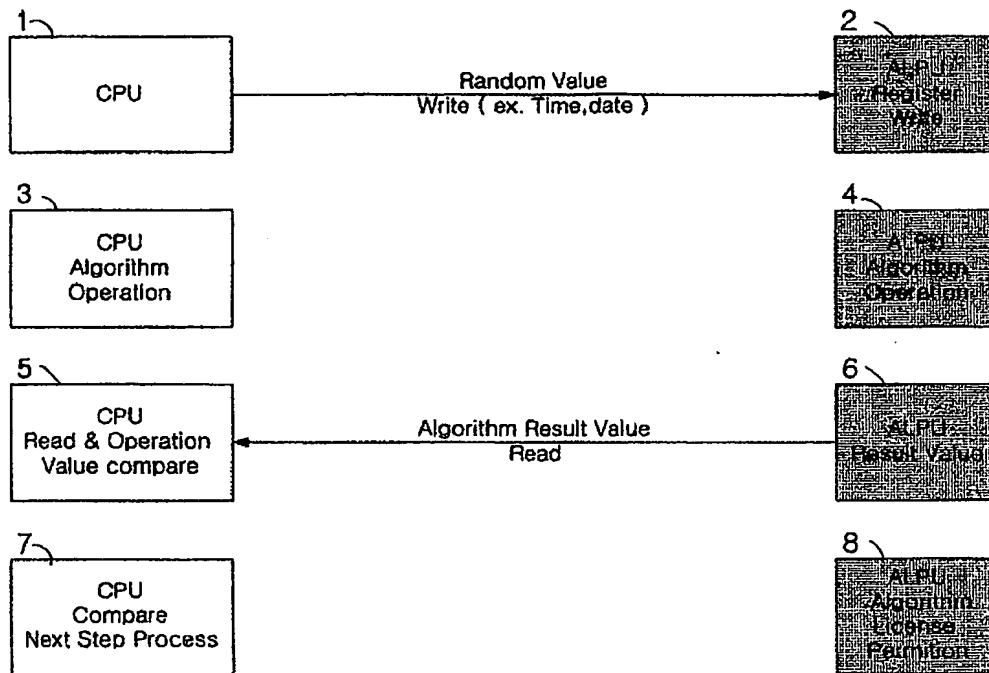 1
2
CPU
Random Value
Write ( ex. Time,date )
ALPU
Register
Write
3
4
CPU
Algorithm
Operation
ALPU
Algorithm
Operation
5
6
CPU
Read & Operation
Value compare
Algorithm Result Value
Read
ALPU
Result Value
7
8
CPU
Compare
Next Step Process
ALPU
Algorithm
License
Permition